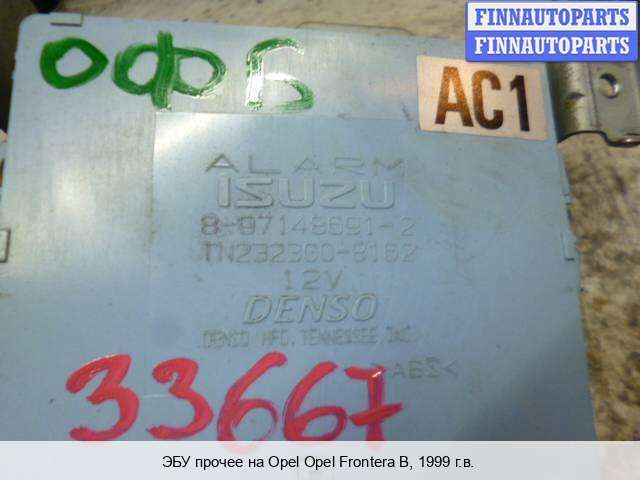 FINNAUTOPARTS
FINNAUTOPARTS
ОФБ
AC1
ALARM
ISUZU
8-97148691-2
TN232360-8162
12V
DENSO
DENSO MFG. TENNESSEE, INC.
>ABS<
33667
ЭБУ прочее на Opel Opel Frontera B, 1999 г.в.